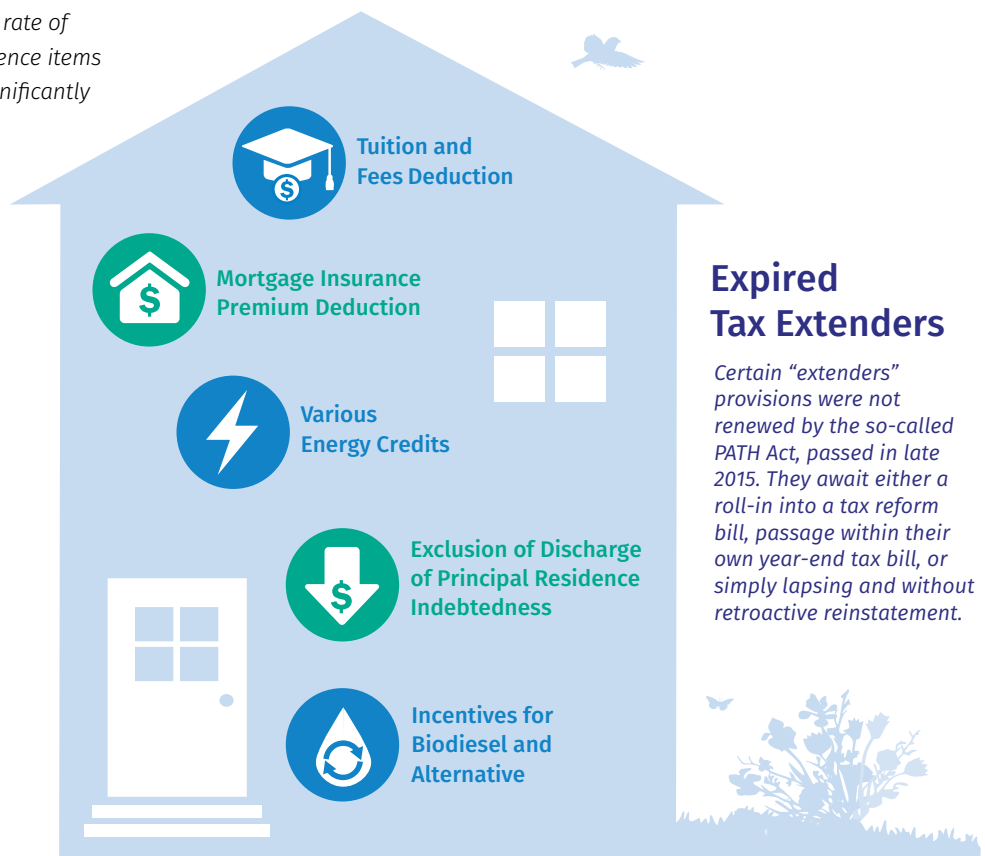 rate of
ence items
nificantly
Tuition and
Fees Deduction
Mortgage Insurance
Premium Deduction
Various
Energy Credits
Exclusion of Discharge
of Principal Residence
Indebtedness
Incentives for
Biodiesel and
Alternative
Expired
Tax Extenders
Certain “extenders”
provisions were not
renewed by the so-called
PATH Act, passed in late
2015. They await either a
roll-in into a tax reform
bill, passage within their
own year-end tax bill, or
simply lapsing and without
retroactive reinstatement.